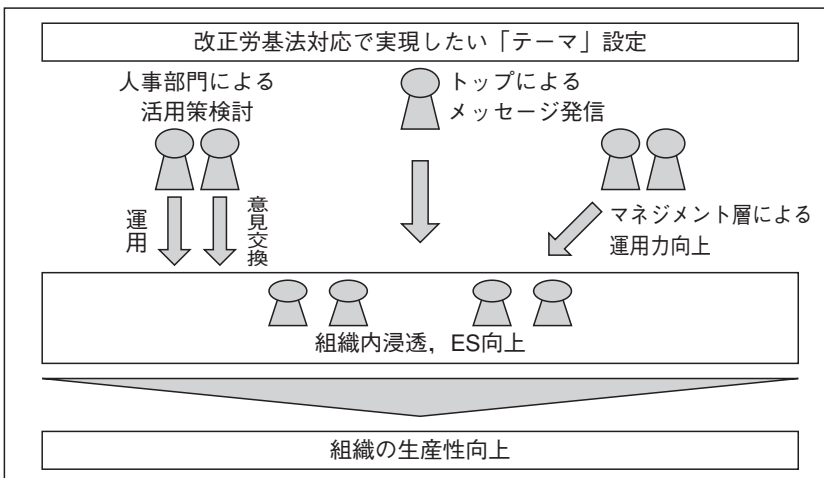 改正労基法対応で実現したい「テーマ」設定
人事部門による
活用策検討
トップによる
メッセージ発信
運用
意見交換
マネジメント層による
運用力向上
組織内浸透，ES向上
組織の生産性向上